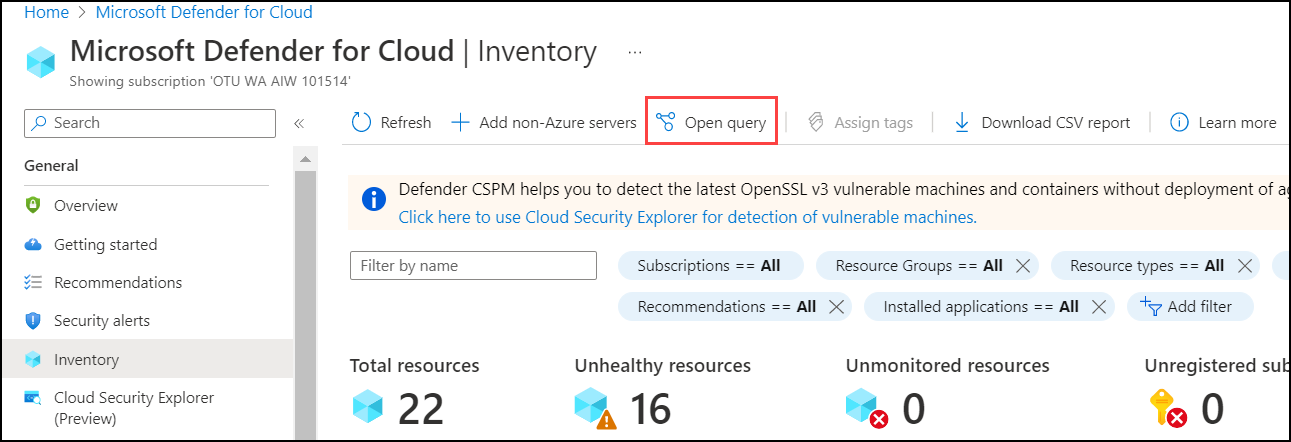 Home > Microsoft Defender for Cloud
Microsoft Defender for Cloud | Inventory ...
Showing subscription 'OTU WA AIW 101514'
Search «
Refresh + Add non-Azure servers Open query | Assign tags | Download CSV report | Learn more
General
Overview
Getting started
Recommendations
Security alerts
Inventory
Cloud Security Explorer
(Preview)
Defender CSPM helps you to detect the latest OpenSSL v3 vulnerable machines and containers without deployment of
Click here to use Cloud Security Explorer for detection of vulnerable machines.
Filter by name Subscriptions == All Resource Groups == All Resource types == All
Recommendations == All Installed applications == All Add filter
Total resources Unhealthy resources Unmonitored resources Unregistered
22 16 0 0